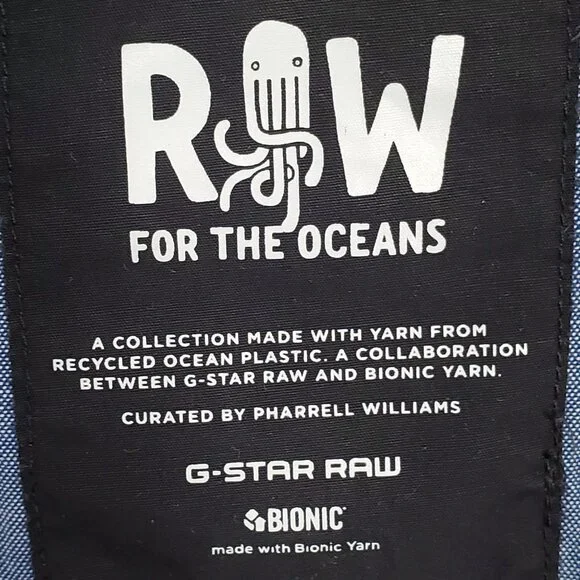 RAW
FOR THE OCEANS
A COLLECTION MADE WITH YARN FROM
RECYCLED OCEAN PLASTIC. A COLLABORATION
BETWEEN G-STAR RAW AND BIONIC YARN.
CURATED BY PHARRELL WILLIAMS
G-STAR RAW
BIONIC
made with Bionic Yarn